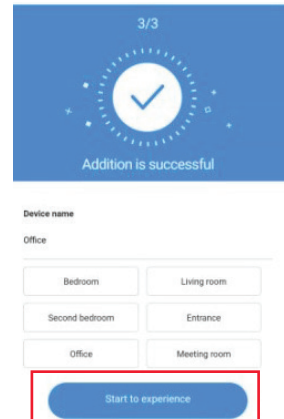 3/3
Addition is successful
Device name
Office
Bedroom
Living room
Second bedroom
Entrance
Office
Meeting room
Start to experience